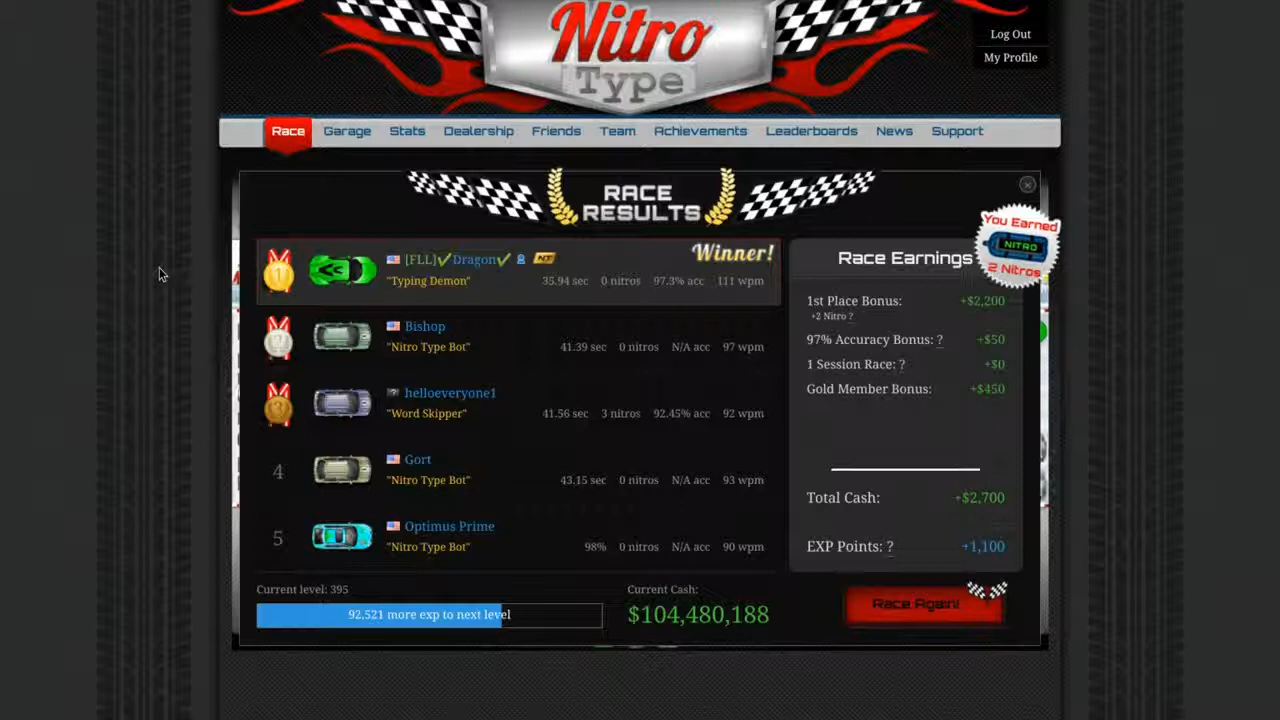 Nitro
Type
Log Out
My Profile
Race Garage Stats Dealership Friends Team Achievements Leaderboards News Support
RACE
RESULTS
You Earned
NITRO
2 Nitros
[FLL]✔Dragon✔ NT Winner!
1 "Typing Demon" 35.94 sec 0 nitros 97.3% acc 111 wpm
Bishop
2 "Nitro Type Bot" 41.39 sec 0 nitros N/A acc 97 wpm
helloeveryone1
3 "Word Skipper" 41.56 sec 3 nitros 92.45% acc 92 wpm
Gort
4 "Nitro Type Bot" 43.15 sec 0 nitros N/A acc 93 wpm
Optimus Prime
5 "Nitro Type Bot" 98% 0 nitros N/A acc 90 wpm
Race Earnings
1st Place Bonus: +$2,200
+2 Nitro ?
97% Accuracy Bonus: ? +$50
1 Session Race: ? +$0
Gold Member Bonus: +$450
Total Cash: +$2,700
EXP Points: ? +1,100
Current level: 395
92,521 more exp to next level
Current Cash:
$104,480,188
Race Again!